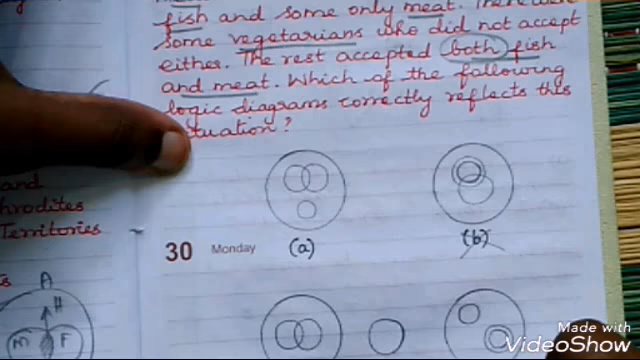 fish and some only meat. There were
some vegetarians who did not accept
either. The rest accepted both fish
and meat. Which of the following
logic diagrams correctly reflects this
situation?
and
Territories
30 Monday (a) (b)
A
H
M F
Made with
VideoShow